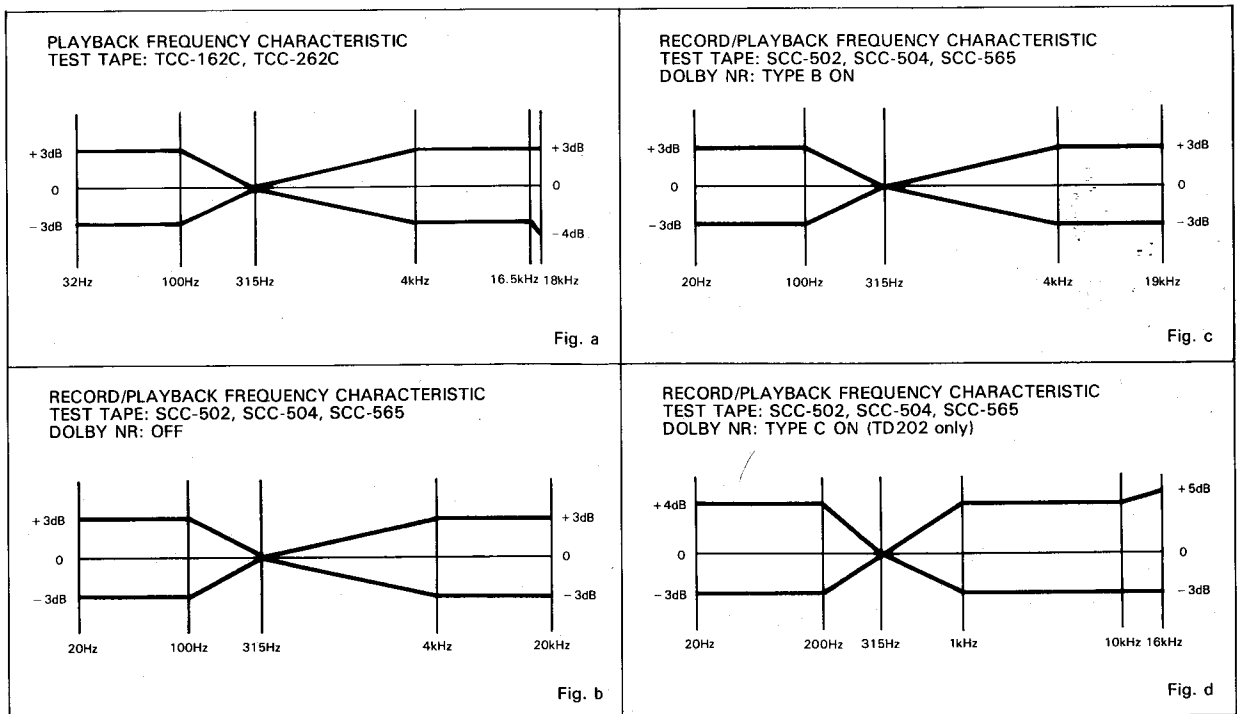 PLAYBACK FREQUENCY CHARACTERISTIC
TEST TAPE: TCC-162C, TCC-262C
+3dB
0
-3dB
+3dB
0
-4dB
32Hz 100Hz 315Hz 4kHz 16.5kHz 18kHz
Fig. a
RECORD/PLAYBACK FREQUENCY CHARACTERISTIC
TEST TAPE: SCC-502, SCC-504, SCC-565
DOLBY NR: TYPE B ON
+3dB
0
-3dB
+3dB
0
-3dB
20Hz 100Hz 315Hz 4kHz 19kHz
Fig. c
RECORD/PLAYBACK FREQUENCY CHARACTERISTIC
TEST TAPE: SCC-502, SCC-504, SCC-565
DOLBY NR: OFF
+3dB
0
-3dB
+3dB
0
-3dB
20Hz 100Hz 315Hz 4kHz 20kHz
Fig. b
RECORD/PLAYBACK FREQUENCY CHARACTERISTIC
TEST TAPE: SCC-502, SCC-504, SCC-565
DOLBY NR: TYPE C ON (TD202 only)
+4dB
0
-3dB
+5dB
0
-3dB
20Hz 200Hz 315Hz 1kHz 10kHz 16kHz
Fig. d